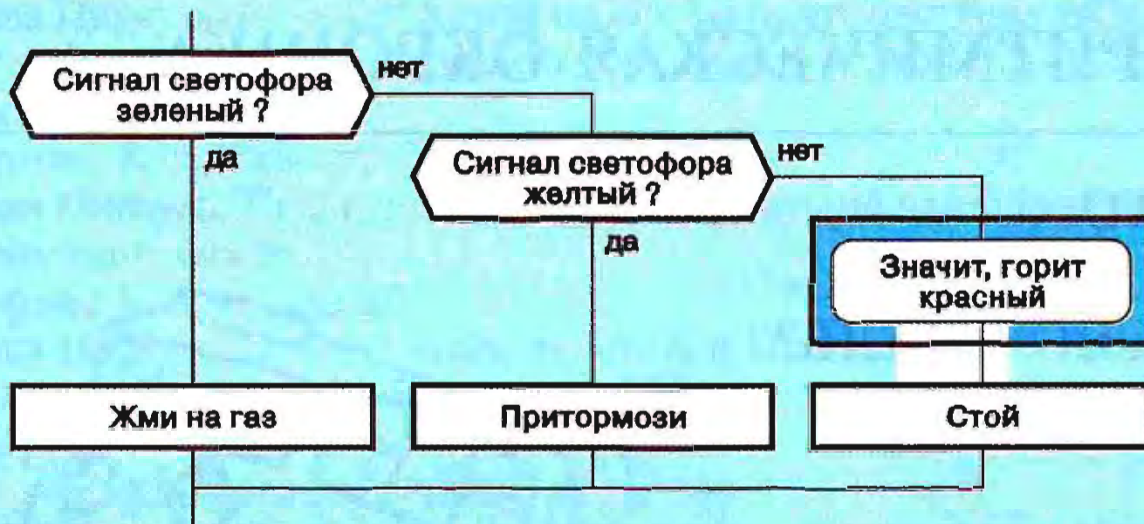 Сигнал светофора
зеленый ?
нет
да
Сигнал светофора
желтый ?
нет
да
Значит, горит
красный
Жми на газ
Притормози
Стой